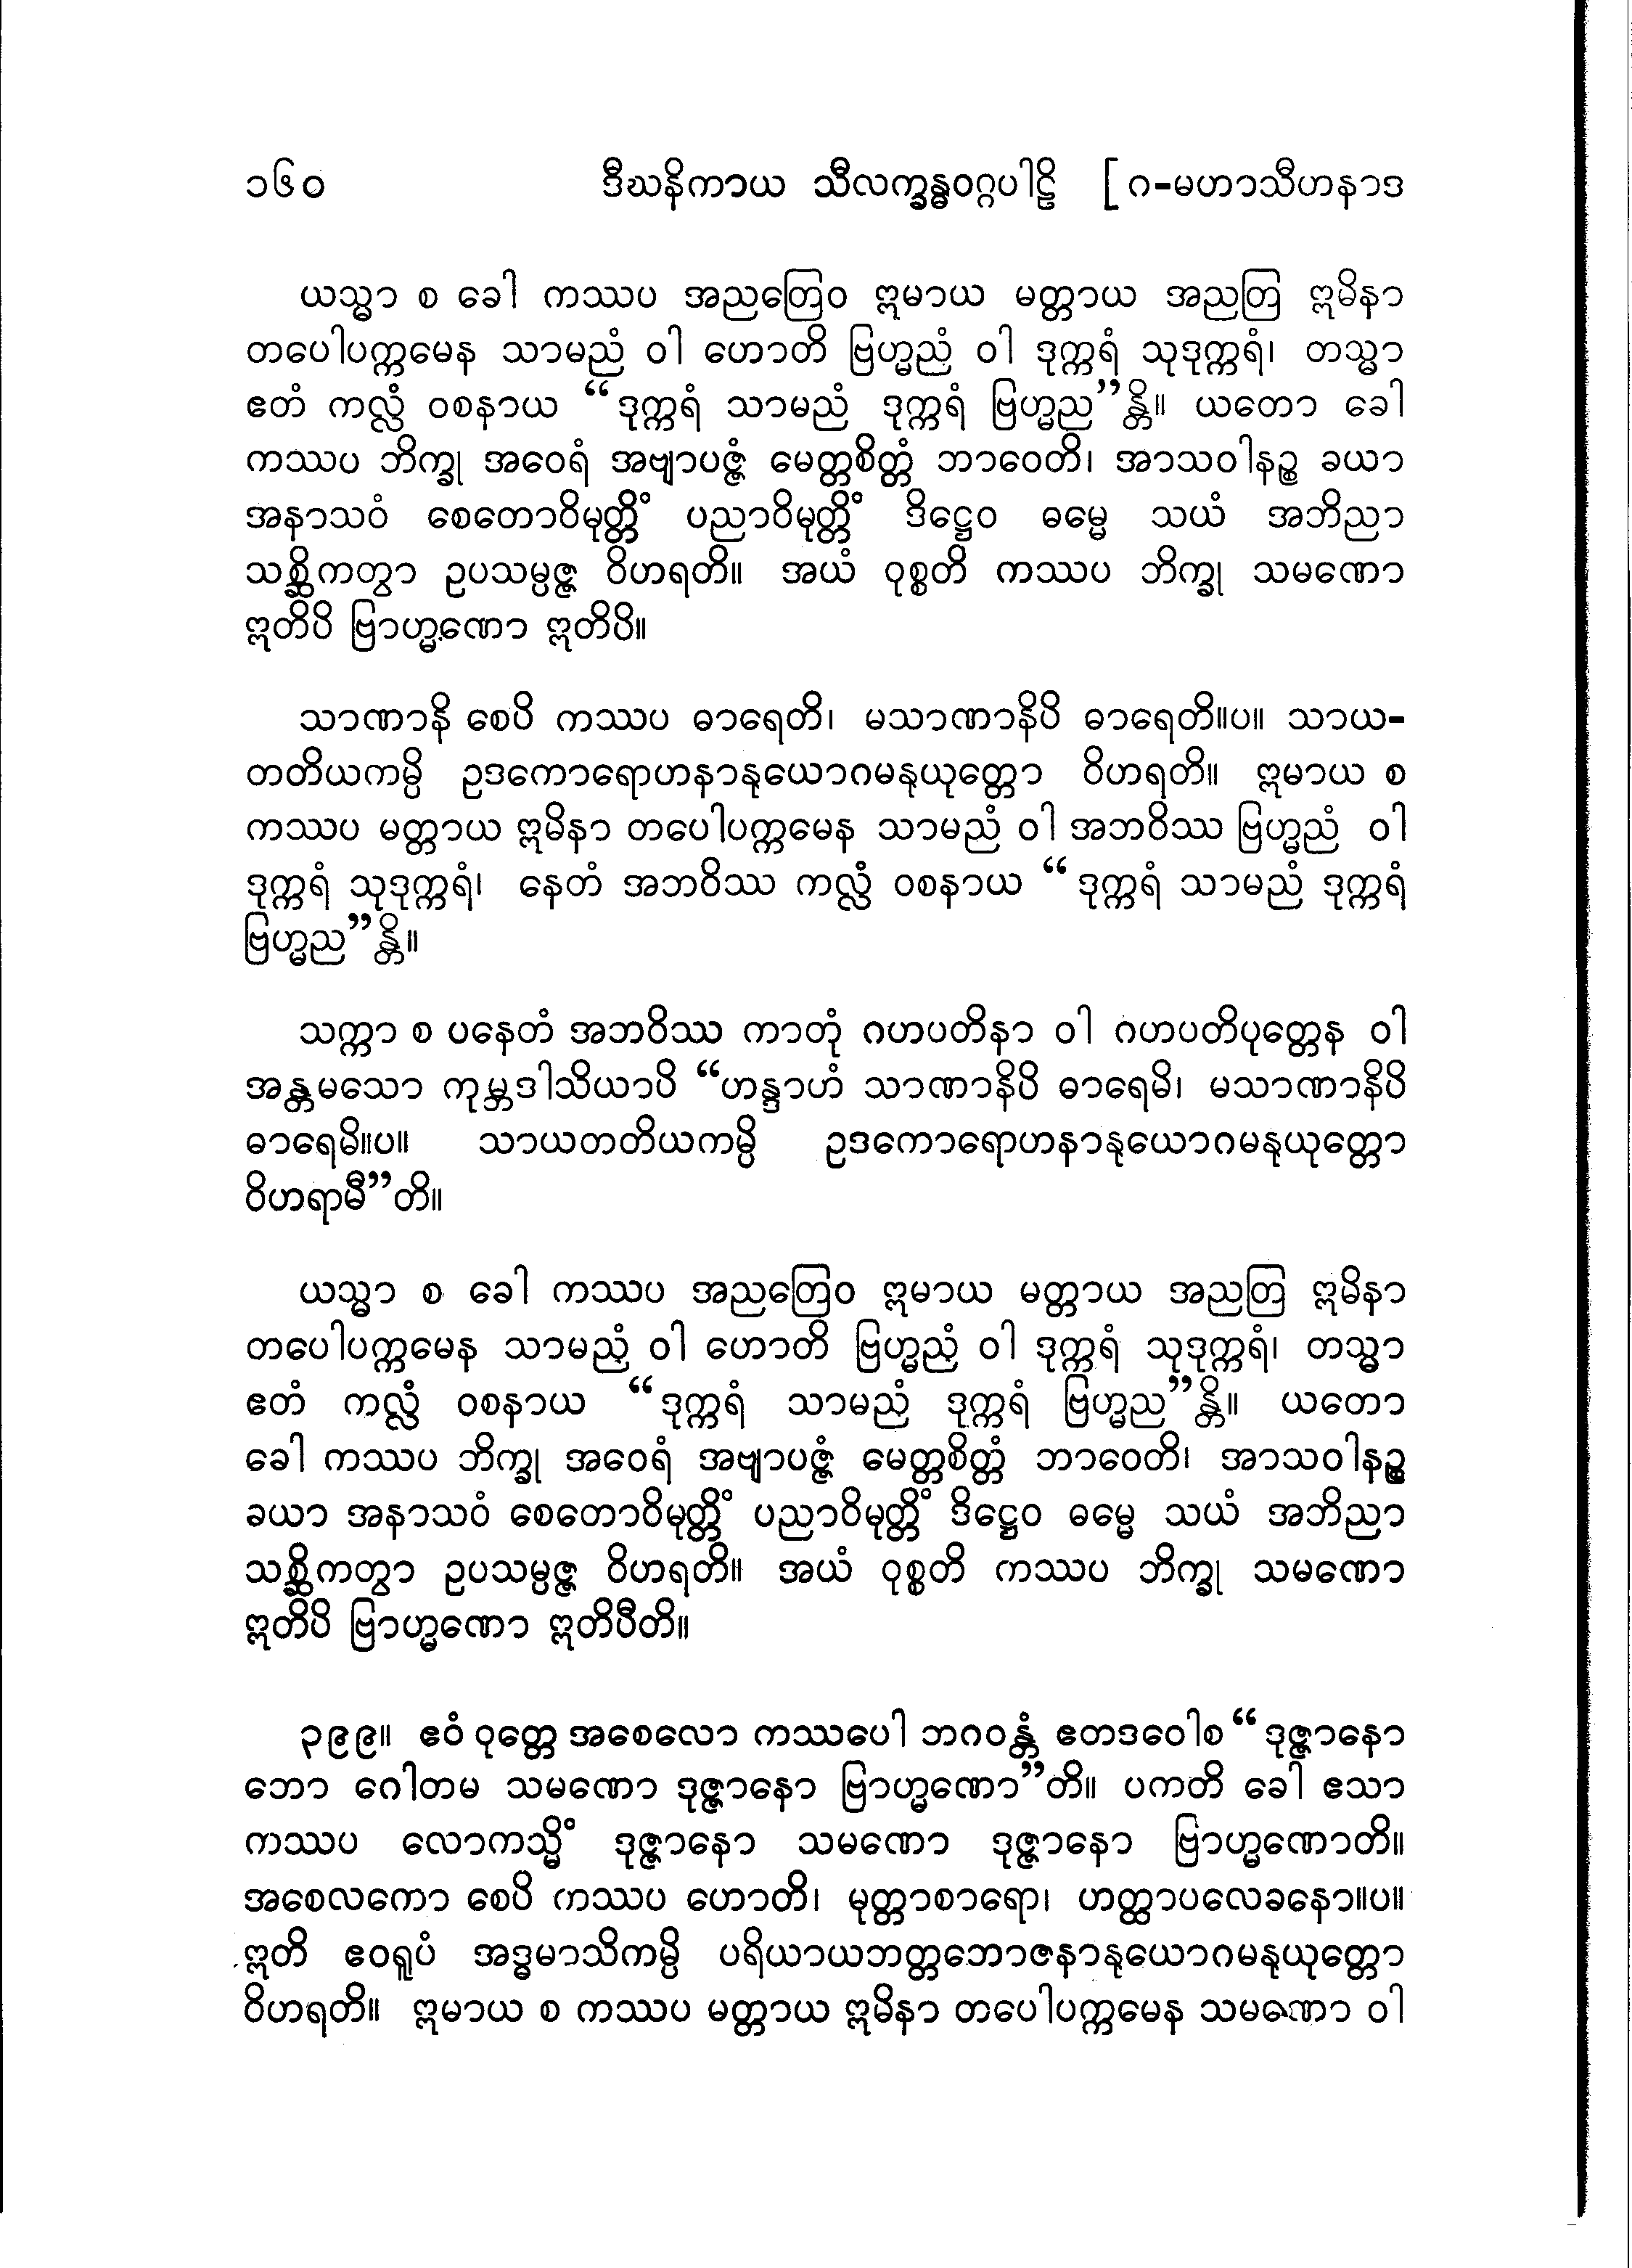 ၁၆၀ ဒီဃနိကာယ သီလက္ခန္ဓဝဂ္ဂပါဠိ [ ဂ-မဟာသီဟနာဒ
ယသ္မာ စ ခေါ ကဿပ အညတြေဝ ဣမာယ မတ္တာယ အညတြ ဣမိနာ
တပေါပက္ကမေန သာမညံ ဝါ ဟောတိ ဗြဟ္မညံ ဝါ ဒုက္ကရံ သုဒုက္ကရံ၊ တသ္မာ
ဧတံ ကလ္လံ ဝစနာယ “ဒုက္ကရံ သာမညံ ဒုက္ကရံ ဗြဟ္မည”န္တိ။ ယတော ခေါ
ကဿပ ဘိက္ခု အဝေရံ အဗျာပဇ္ဇံ မေတ္တစိတ္တံ ဘာဝေတိ၊ အာသဝါနဉ္စ ခယာ
အနာသဝံ စေတောဝိမုတ္တိံ ပညာဝိမုတ္တိံ ဒိဋ္ဌေဝ ဓမ္မေ သယံ အဘိညာ
သစ္ဆိကတွာ ဥပသမ္ပဇ္ဇ ဝိဟရတိ။ အယံ ဝုစ္စတိ ကဿပ ဘိက္ခု သမဏော
ဣတိပိ ဗြာဟ္မဏော ဣတိပိ။
သာဏာနိ စေပိ ကဿပ ဓာရေတိ၊ မသာဏာနိပိ ဓာရေတိ။ပ။ သာယ-
တတိယကမ္ပိ ဥဒကောရောဟနာနုယောဂမနုယုတ္တော ဝိဟရတိ။ ဣမာယ စ
ကဿပ မတ္တာယ ဣမိနာ တပေါပက္ကမေန သာမညံ ဝါ အဘဝိဿ ဗြဟ္မညံ ဝါ
ဒုက္ကရံ သုဒုက္ကရံ၊ နေတံ အဘဝိဿ ကလ္လံ ဝစနာယ “ ဒုက္ကရံ သာမညံ ဒုက္ကရံ
ဗြဟ္မည”န္တိ။
သက္ကာ စ ပနေတံ အဘဝိဿ ကာတုံ ဂဟပတိနာ ဝါ ဂဟပတိပုတ္တေန ဝါ
အန္တမသော ကုမ္ဘဒါသိယာပိ “ဟန္ဒာဟံ သာဏာနိပိ ဓာရေမိ၊ မသာဏာနိပိ
ဓာရေမိ။ပ။ သာယတတိယကမ္ပိ ဥဒကောရောဟနာနုယောဂမနုယုတ္တော
ဝိဟရာမီ”တိ။
ယသ္မာ စ ခေါ ကဿပ အညတြေဝ ဣမာယ မတ္တာယ အညတြ ဣမိနာ
တပေါပက္ကမေန သာမညံ ဝါ ဟောတိ ဗြဟ္မညံ ဝါ ဒုက္ကရံ သုဒုက္ကရံ၊ တသ္မာ
ဧတံ ကလ္လံ ဝစနာယ “ဒုက္ကရံ သာမညံ ဒုက္ကရံ ဗြဟ္မည”န္တိ။ ယတော
ခေါ ကဿပ ဘိက္ခု အဝေရံ အဗျာပဇ္ဇံ မေတ္တစိတ္တံ ဘာဝေတိ၊ အာသဝါနဉ္စ
ခယာ အနာသဝံ စေတောဝိမုတ္တိံ ပညာဝိမုတ္တိံ ဒိဋ္ဌေဝ ဓမ္မေ သယံ အဘိညာ
သစ္ဆိကတွာ ဥပသမ္ပဇ္ဇ ဝိဟရတိ။ အယံ ဝုစ္စတိ ကဿပ ဘိက္ခု သမဏော
ဣတိပိ ဗြာဟ္မဏော ဣတိပီတိ။
၃၉၉။ ဧဝံ ဝုတ္တေ အစေလော ကဿပေါ ဘဂဝန္တံ ဧတဒဝေါစ “ ဒုဇ္ဇာနော
ဘော ဂေါတမ သမဏော ဒုဇ္ဇာနော ဗြာဟ္မဏော”တိ။ ပကတိ ခေါ ဧသာ
ကဿပ လောကသ္မိံ ဒုဇ္ဇာနော သမဏော ဒုဇ္ဇာနော ဗြာဟ္မဏောတိ။
အစေလကော စေပိ ကဿပ ဟောတိ၊ မုတ္တာစာရော၊ ဟတ္ထာပလေခနော။ပ။
ဣတိ ဧဝရူပံ အဒ္ဓမာသိကမ္ပိ ပရိယာယဘတ္တဘောဇနာနုယောဂမနုယုတ္တော
ဝိဟရတိ။ ဣမာယ စ ကဿပ မတ္တာယ ဣမိနာ တပေါပက္ကမေန သမဏော ဝါ